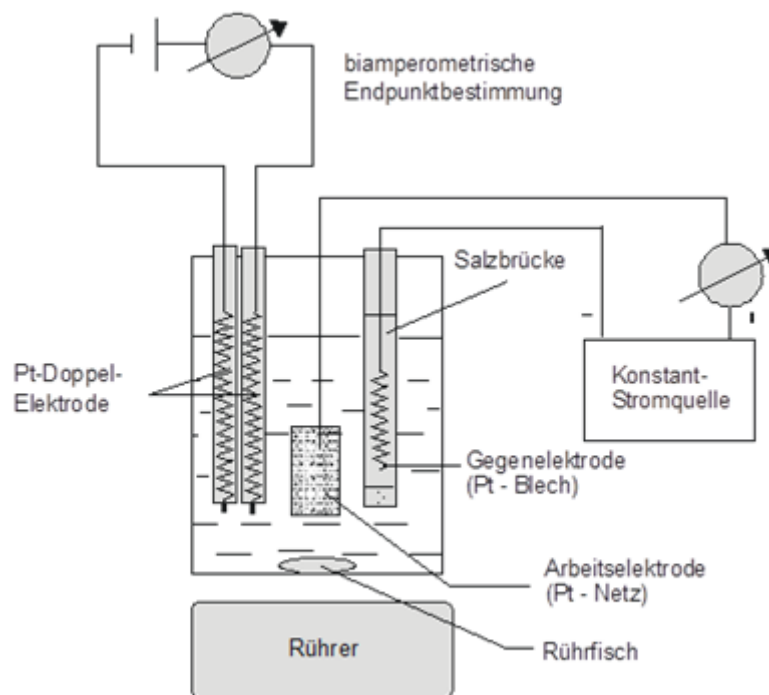 biamperometrische
Endpunktbestimmung
Salzbrücke
Pt-Doppel-
Elektrode
Konstant-
Stromquelle
Gegenelektrode
(Pt - Blech)
Arbeitselektrode
(Pt - Netz)
Rührer
Rührfisch